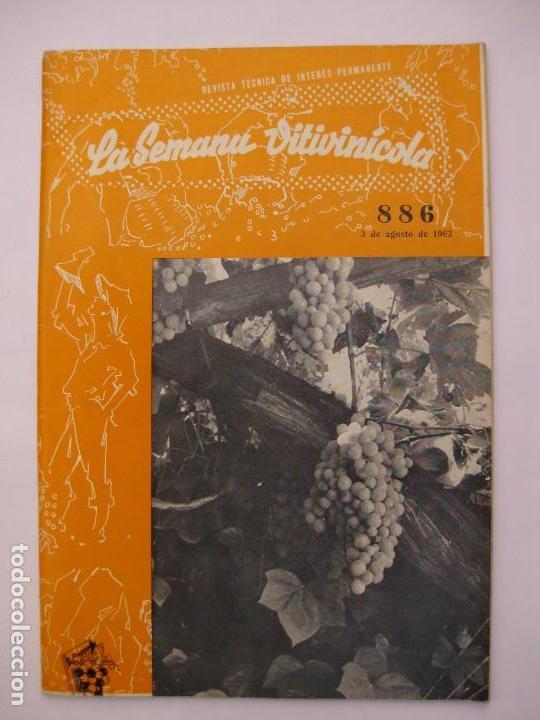 REVISTA TÉCNICA DE INTERÉS PERMANENTE
La Semana Vitivinícola
886
3 de agosto de 1963
todocoleccion